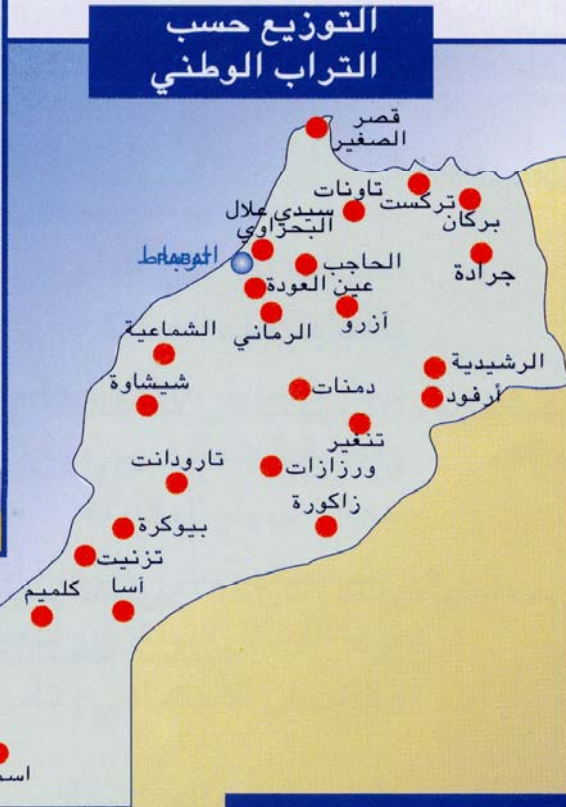 التوزيع حسب
التراب الوطني
قصر
الصغير
تاونات
تركست
بركان
سيدي علال
البحراوي
RABAT
الرباط
الحاجب
جرادة
عين العودة
أزرو
الرماني
الشماعية
الرشيدية
شيشاوة
دمنات
أرفود
تنغير
تارودانت
ورزازات
زاكورة
بيوكرة
تزنيت
أسا
كلميم